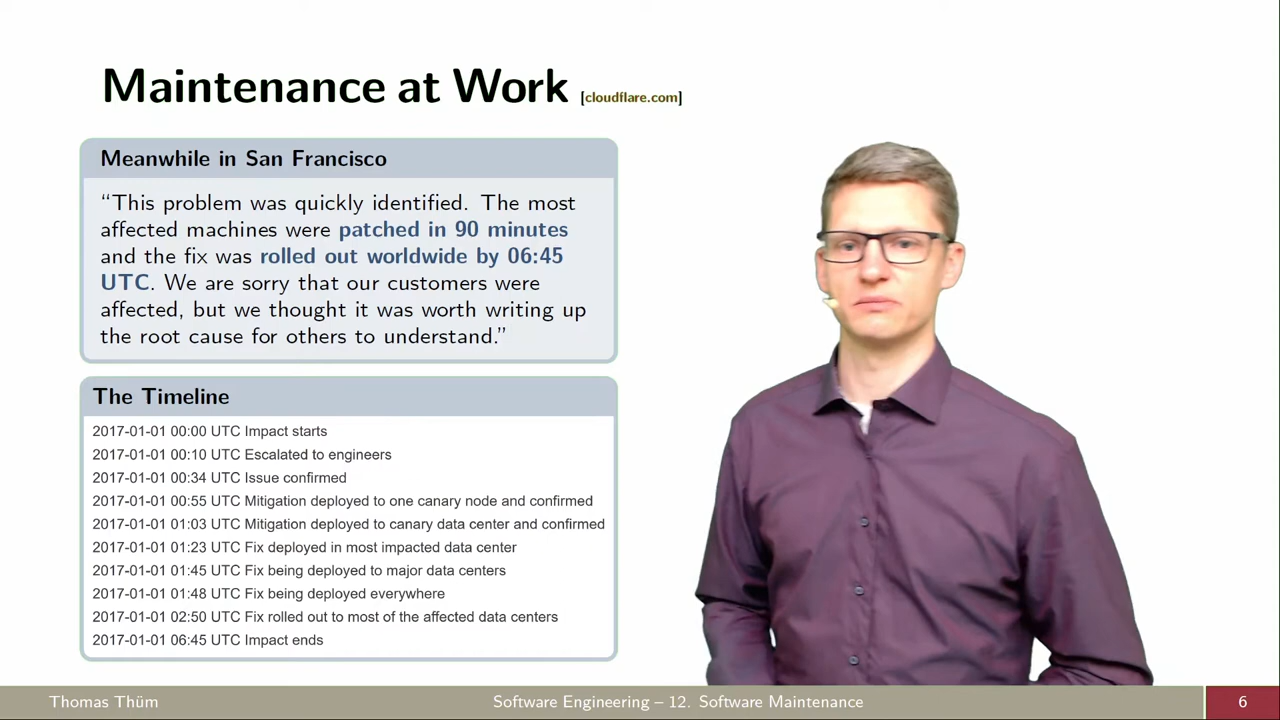 Maintenance at Work [cloudflare.com]
Meanwhile in San Francisco
“This problem was quickly identified. The most
affected machines were patched in 90 minutes
and the fix was rolled out worldwide by 06:45
UTC. We are sorry that our customers were
affected, but we thought it was worth writing up
the root cause for others to understand.”
The Timeline
2017-01-01 00:00 UTC Impact starts
2017-01-01 00:10 UTC Escalated to engineers
2017-01-01 00:34 UTC Issue confirmed
2017-01-01 00:55 UTC Mitigation deployed to one canary node and confirmed
2017-01-01 01:03 UTC Mitigation deployed to canary data center and confirmed
2017-01-01 01:23 UTC Fix deployed in most impacted data center
2017-01-01 01:45 UTC Fix being deployed to major data centers
2017-01-01 01:48 UTC Fix being deployed everywhere
2017-01-01 02:50 UTC Fix rolled out to most of the affected data centers
2017-01-01 06:45 UTC Impact ends
Thomas Thüm
Software Engineering – 12. Software Maintenance
6